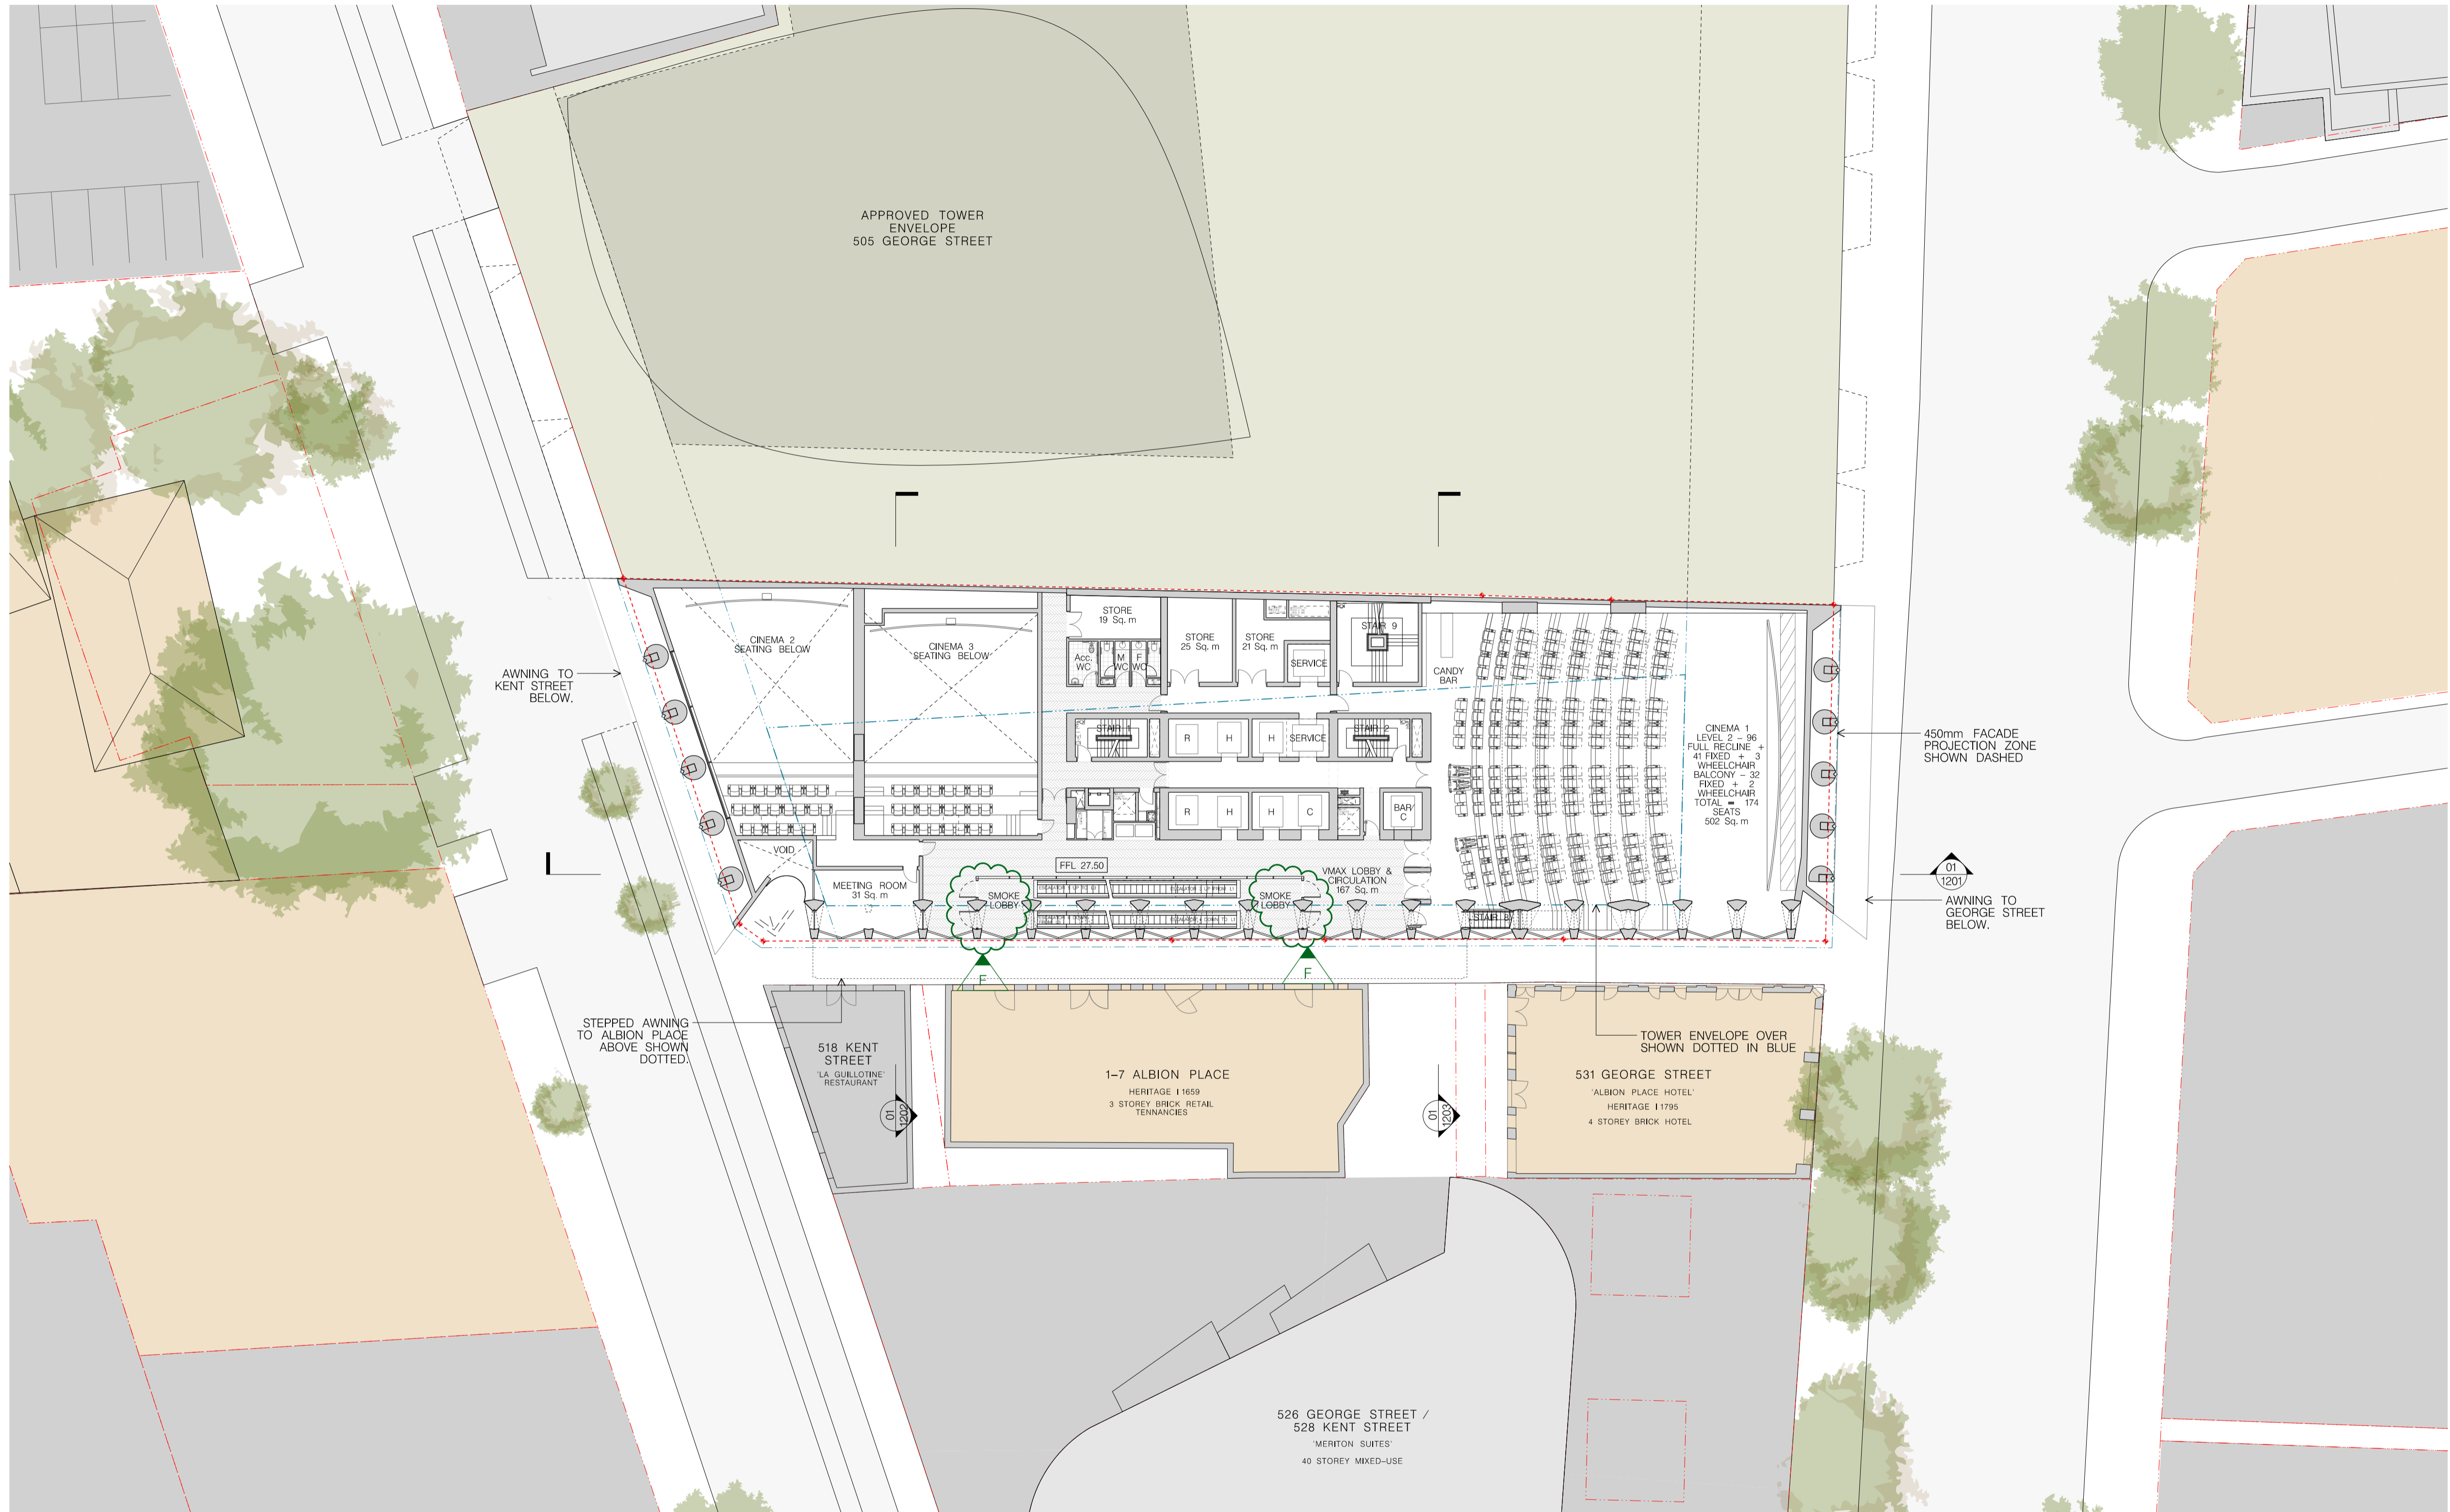 APPROVED TOWER
ENVELOPE
505 GEORGE STREET
AWNING TO
KENT STREET
BELOW.
CINEMA 2
SEATING BELOW
CINEMA 3
SEATING BELOW
STORE
19 Sq. m
Acc.
WC
M
WC
F
WC
STORE
25 Sq. m
STORE
21 Sq. m
SERVICE
STAIR 9
CANDY
BAR
STAIR 1
R
H
H
SERVICE
STAIR 2
R
H
H
C
BAR/
C
CINEMA 1
LEVEL 2 – 96
FULL RECLINE +
41 FIXED + 3
WHEELCHAIR
BALCONY – 32
FIXED + 2
WHEELCHAIR
TOTAL = 174
SEATS
502 Sq. m
450mm FACADE
PROJECTION ZONE
SHOWN DASHED
VOID
MEETING ROOM
31 Sq. m
FFL 27.50
SMOKE
LOBBY
SMOKE
LOBBY
VMAX LOBBY &
CIRCULATION
167 Sq. m
STAIR 8
01
1201
AWNING TO
GEORGE STREET
BELOW.
F
F
STEPPED AWNING
TO ALBION PLACE
ABOVE SHOWN
DOTTED.
TOWER ENVELOPE OVER
SHOWN DOTTED IN BLUE
518 KENT
STREET
'LA GUILLOTINE'
RESTAURANT
01
1202
1–7 ALBION PLACE
HERITAGE I 1659
3 STOREY BRICK RETAIL
TENNANCIES
01
1203
531 GEORGE STREET
'ALBION PLACE HOTEL'
HERITAGE I 1795
4 STOREY BRICK HOTEL
526 GEORGE STREET /
528 KENT STREET
'MERITON SUITES'
40 STOREY MIXED–USE